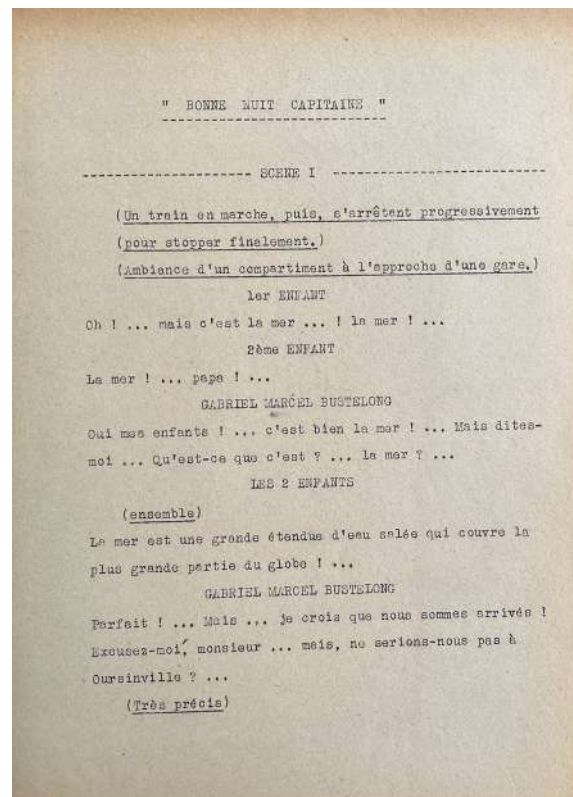 " BONNE NUIT CAPITAINE "
SCENE I
(Un train en marche, puis, s'arrêtant progressivement
(pour stopper finalement.)
(Ambiance d'un compartiment à l'approche d'une gare.)
1er ENFANT
Oh ! ... mais c'est la mer ... ! la mer ! ...
2ème ENFANT
La mer ! ... papa ! ...
GABRIEL MARCEL BUSTELONG
Oui mes enfants ! ... c'est bien la mer ! ... Mais dites-
moi ... Qu'est-ce que c'est ? ... la mer ? ...
LES 2 ENFANTS
(ensemble)
La mer est une grande étendue d'eau salée qui couvre la
plus grande partie du globe ! ...
GABRIEL MARCEL BUSTELONG
Parfait ! ... Mais ... je crois que nous sommes arrivés !
Excusez-moi, monsieur ... mais, ne serions-nous pas à
Oursinville ? ...
(Très précis)